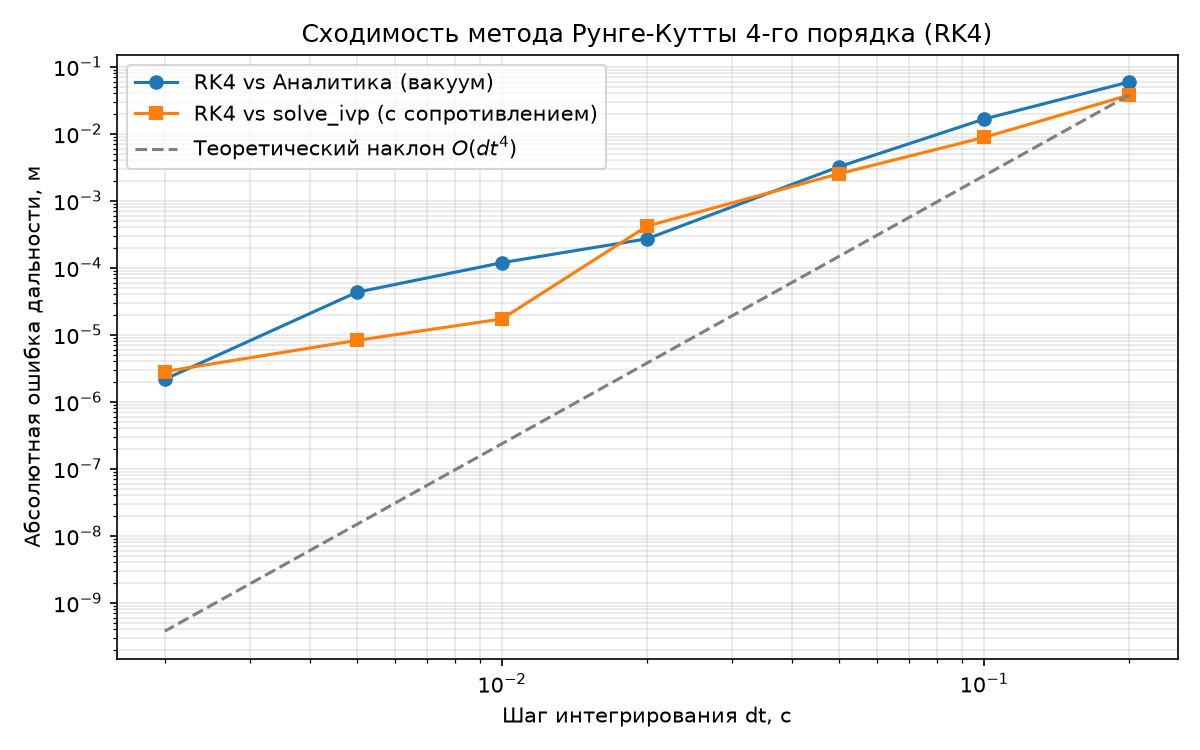 Сходимость метода Рунге-Кутты 4-го порядка (RK4)
RK4 vs Аналитика (вакуум)
RK4 vs solve_ivp (с сопротивлением)
Теоретический наклон O(dt⁴)
Абсолютная ошибка дальности, м
10⁻¹
10⁻²
10⁻³
10⁻⁴
10⁻⁵
10⁻⁶
10⁻⁷
10⁻⁸
10⁻⁹
10⁻²
10⁻¹
Шаг интегрирования dt, с